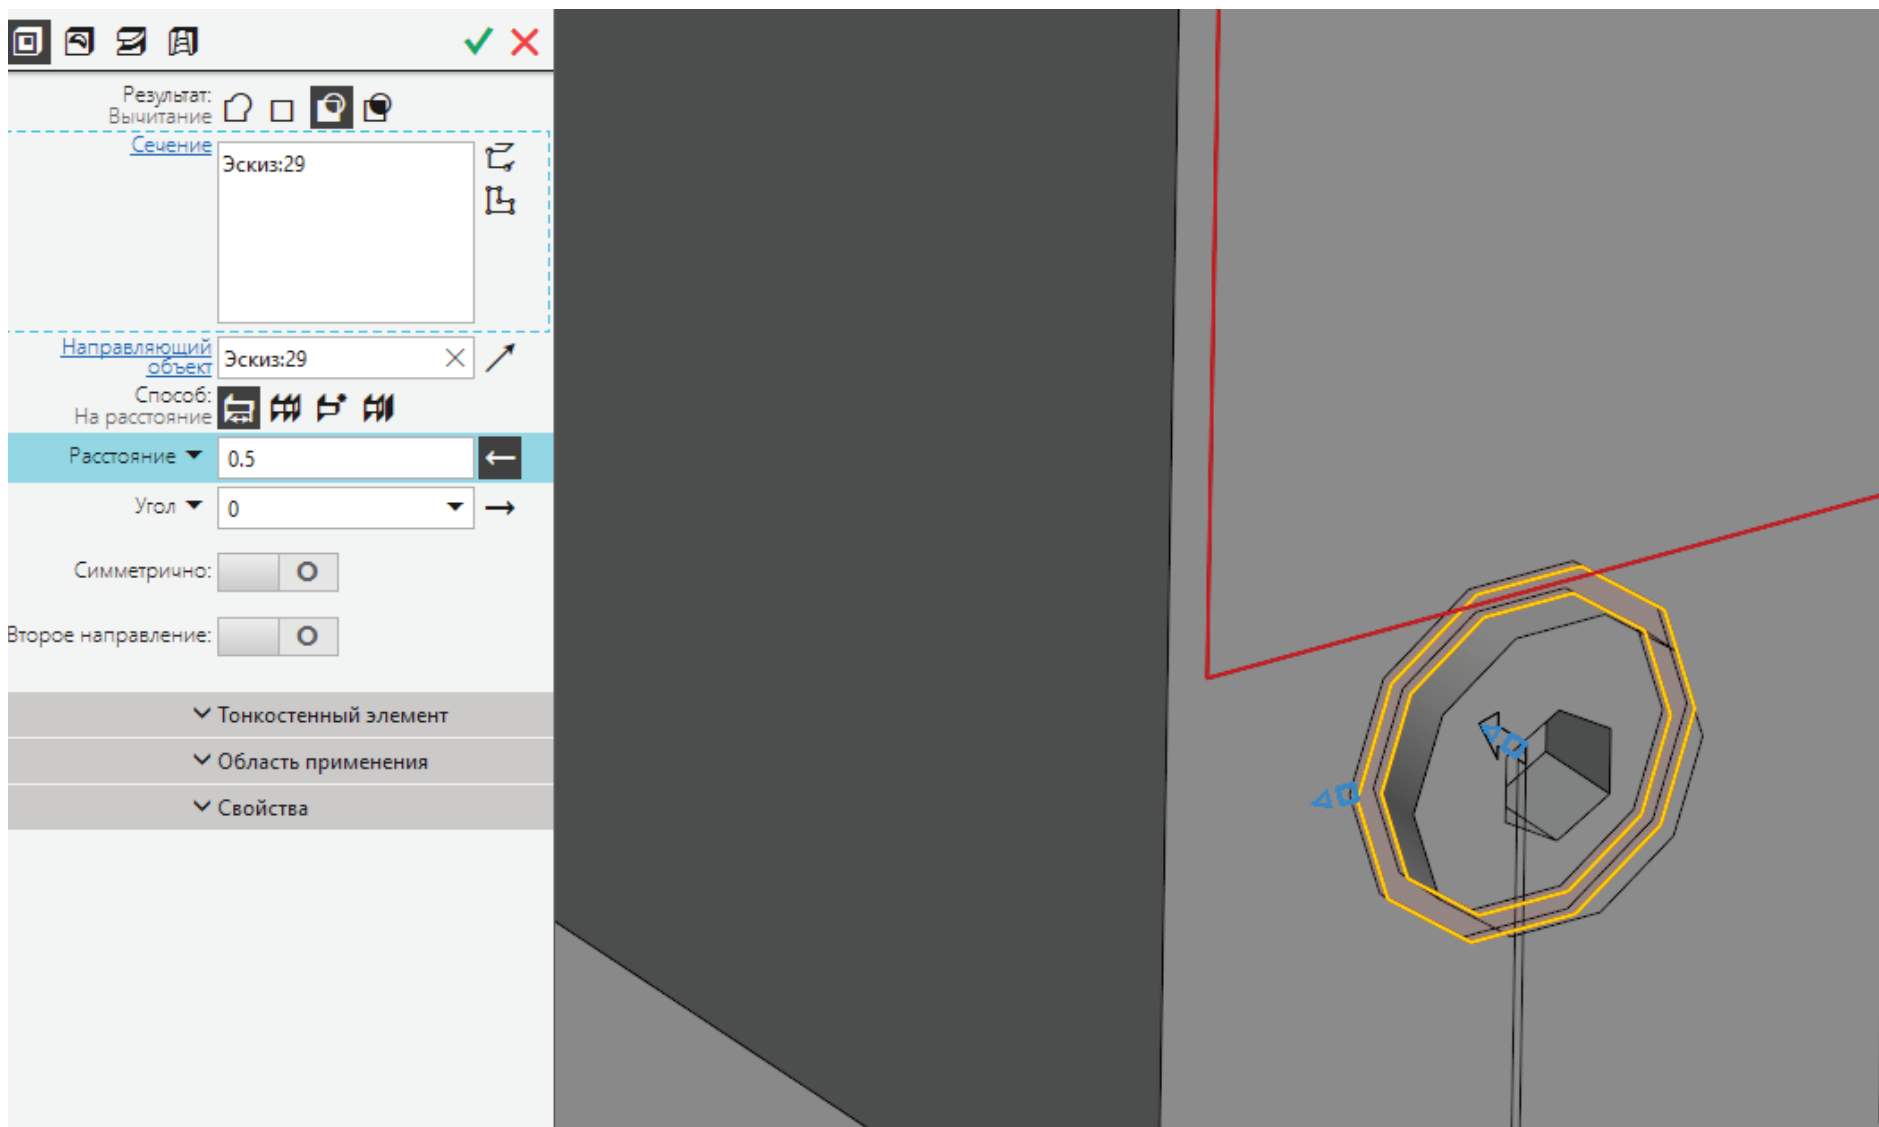 Результат:
Вычитание
Сечение
Эскиз:29
Направляющий
объект
Эскиз:29
Способ:
На расстояние
Расстояние
0.5
Угол
0
Симметрично:
Второе направление:
Тонкостенный элемент
Область применения
Свойства